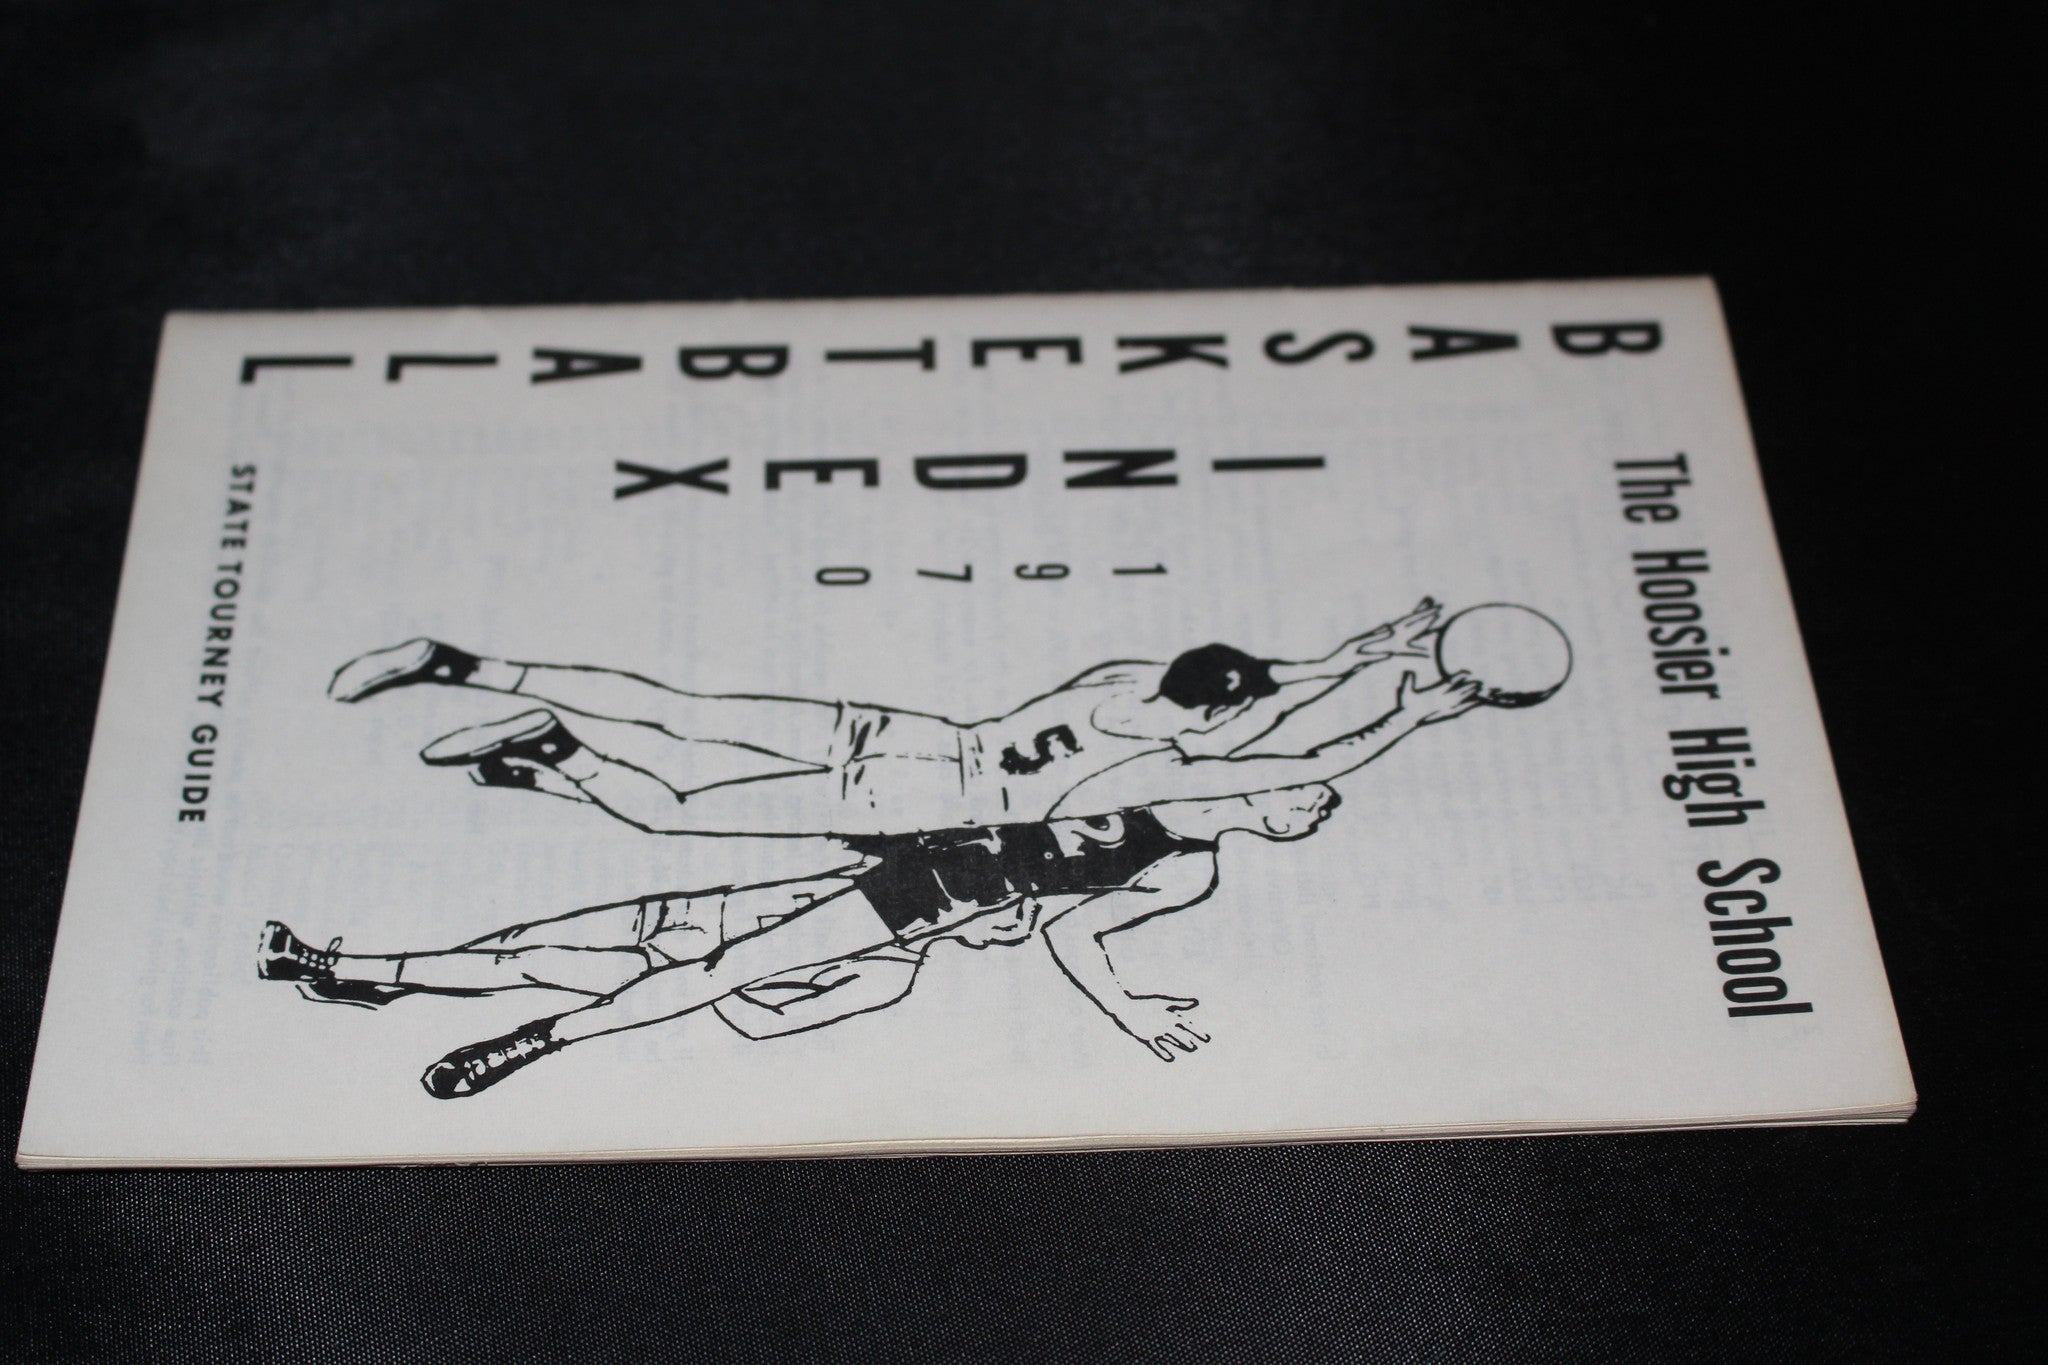 The Hoosier High School
BASKETBALL
INDEX
1970
STATE TOURNEY GUIDE
5
2